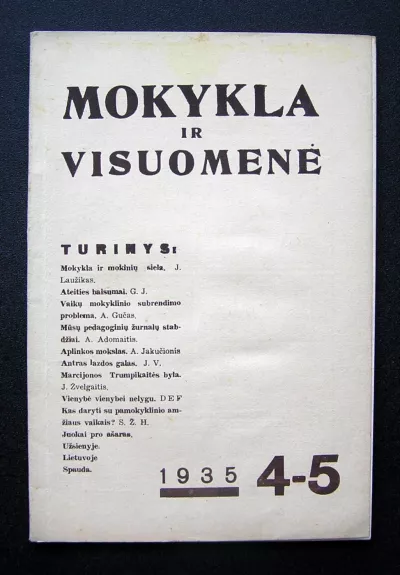 MOKYKLA
IR
VISUOMENĖ
TURINYS:
Mokykla ir mokinių siela, J.
Laužikas.
Ateities balsumai. G. J.
Vaikų mokyklinio subrendimo
problema. A. Gučas.
Mūsų pedagoginių žurnalų stab-
džiai. A. Adomaitis.
Aplinkos mokslas. A. Jakučionis
Antras lazdos galas. J. V.
Marcijonos Trumpikaitės byla.
J. Žvelgaitis.
Vienybė vienybei nelygu. D E F
Kas daryti su pamokyklinio am-
žiaus vaikais? S. Ž. H.
Juokai pro ašaras.
Užsienyje.
Lietuvoje
Spauda.
1935 4-5